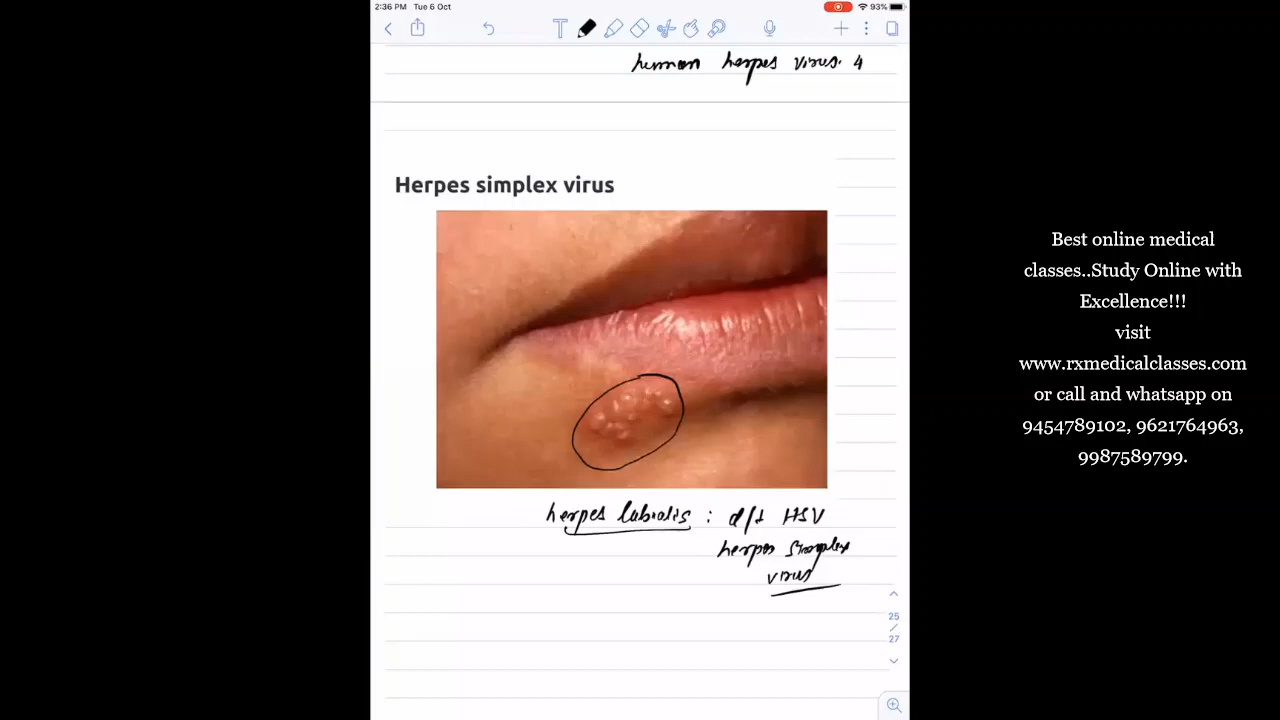 2:36 PM Tue 6 Oct
93%
human herpes virus 4
Herpes simplex virus
herpes labialis : d/t HSV
herpes simplex
virus
25
/
27
Best online medical
classes..Study Online with
Excellence!!!
visit
www.rxmedicalclasses.com
or call and whatsapp on
9454789102, 9621764963,
9987589799.